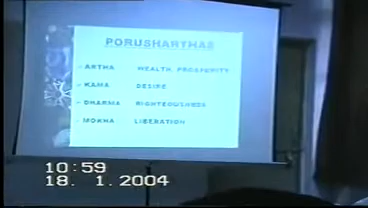 PORUSHARTHAS
ARTHA WEALTH, PROSPERITY
KAMA DESIRE
DHARMA RIGHTEOUSNESS
MOKHA LIBERATION
10:59
18. 1.2004